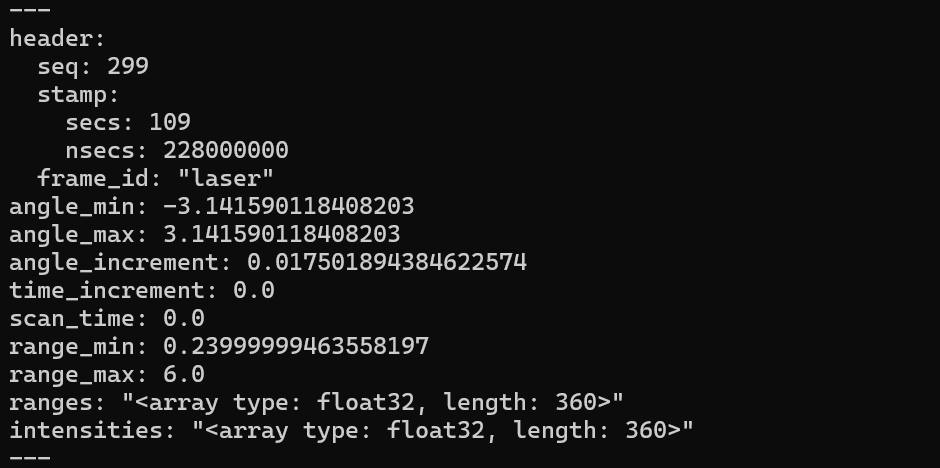 ---
header:
  seq: 299
  stamp:
    secs: 109
    nsecs: 228000000
  frame_id: "laser"
angle_min: -3.141590118408203
angle_max: 3.141590118408203
angle_increment: 0.017501894384622574
time_increment: 0.0
scan_time: 0.0
range_min: 0.23999999463558197
range_max: 6.0
ranges: "<array type: float32, length: 360>"
intensities: "<array type: float32, length: 360>"
---